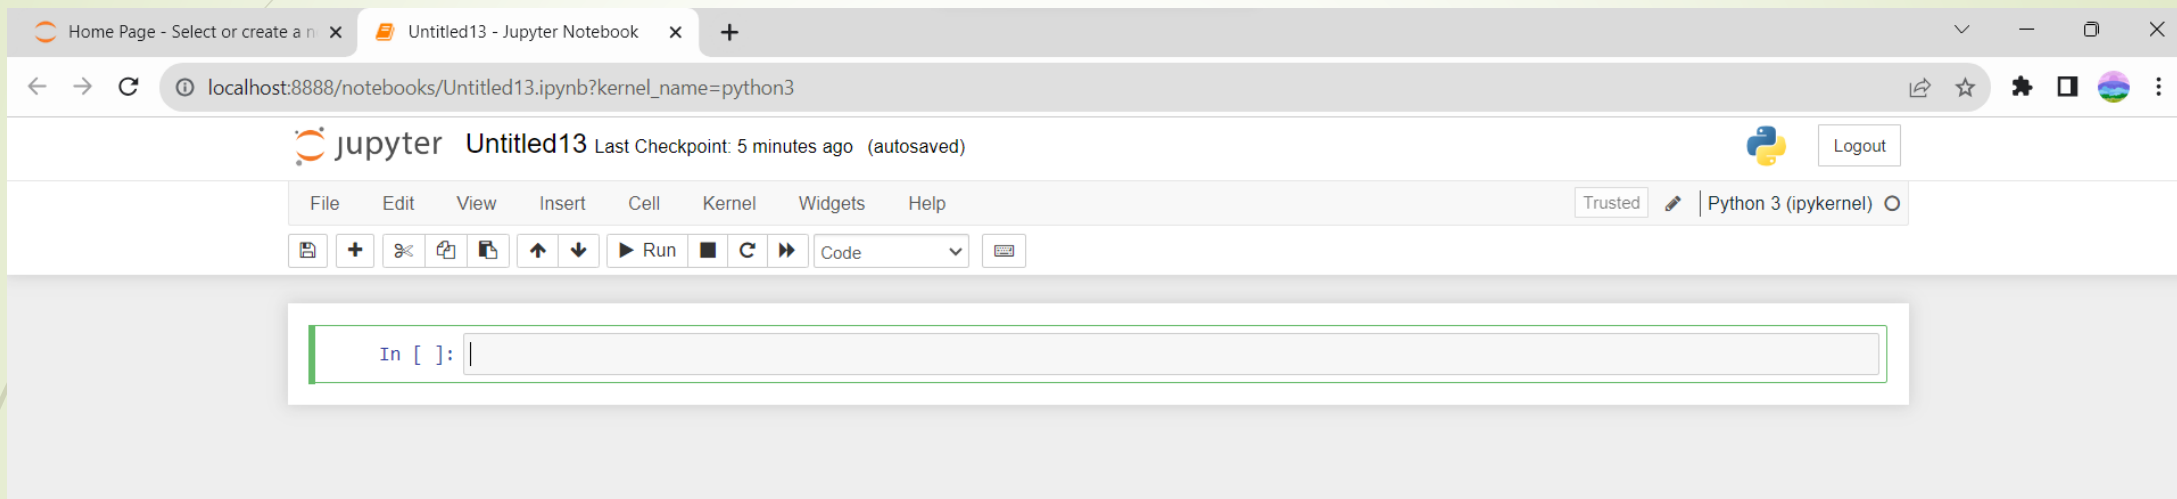 Home Page - Select or create a n
Untitled13 - Jupyter Notebook
localhost:8888/notebooks/Untitled13.ipynb?kernel_name=python3
jupyter Untitled13 Last Checkpoint: 5 minutes ago (autosaved)
Logout
File Edit View Insert Cell Kernel Widgets Help
Trusted Python 3 (ipykernel)
Run Code
In [ ]: